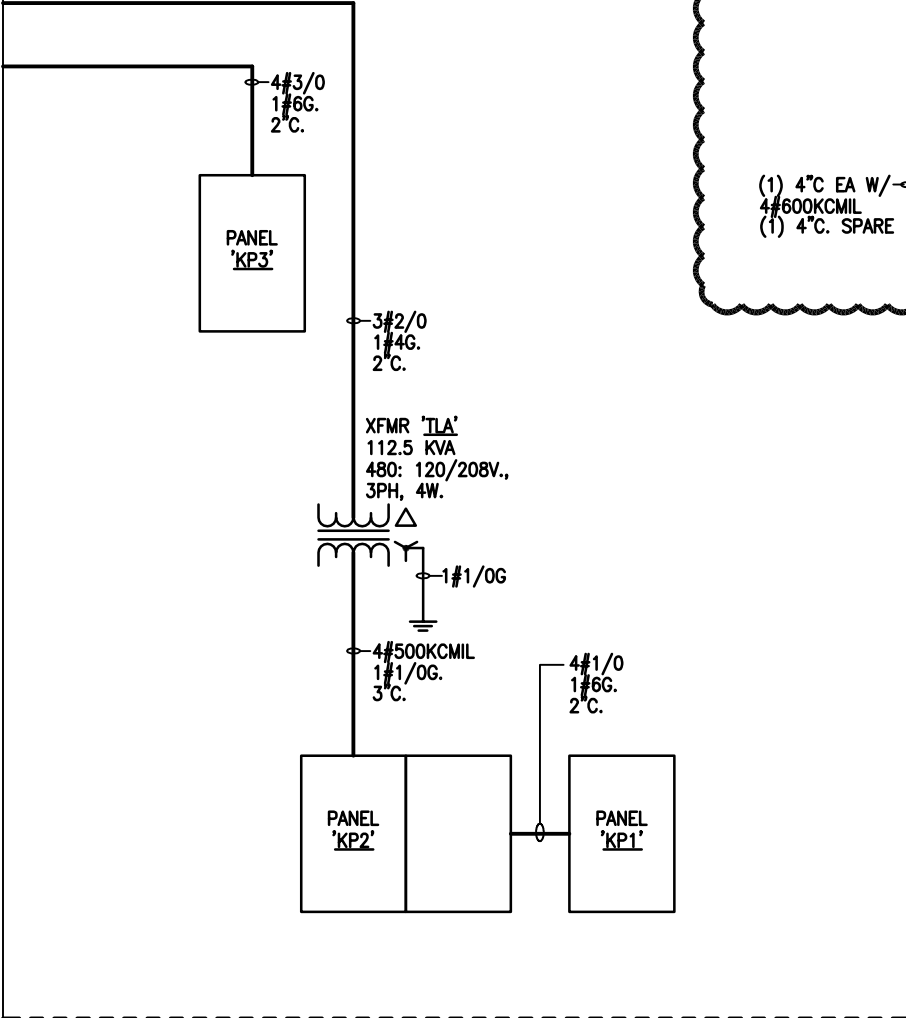 4#3/0
1#6G.
2"C.
PANEL
'KP3'
(1) 4"C EA W/
4#600KCMIL
(1) 4"C. SPARE
3#2/0
1#4G.
2"C.
XFMR 'TLA'
112.5 KVA
480: 120/208V.,
3PH, 4W.
1#1/0G
4#500KCMIL
1#1/0G.
3"C.
4#1/0
1#6G.
2"C.
PANEL
'KP2'
PANEL
'KP1'